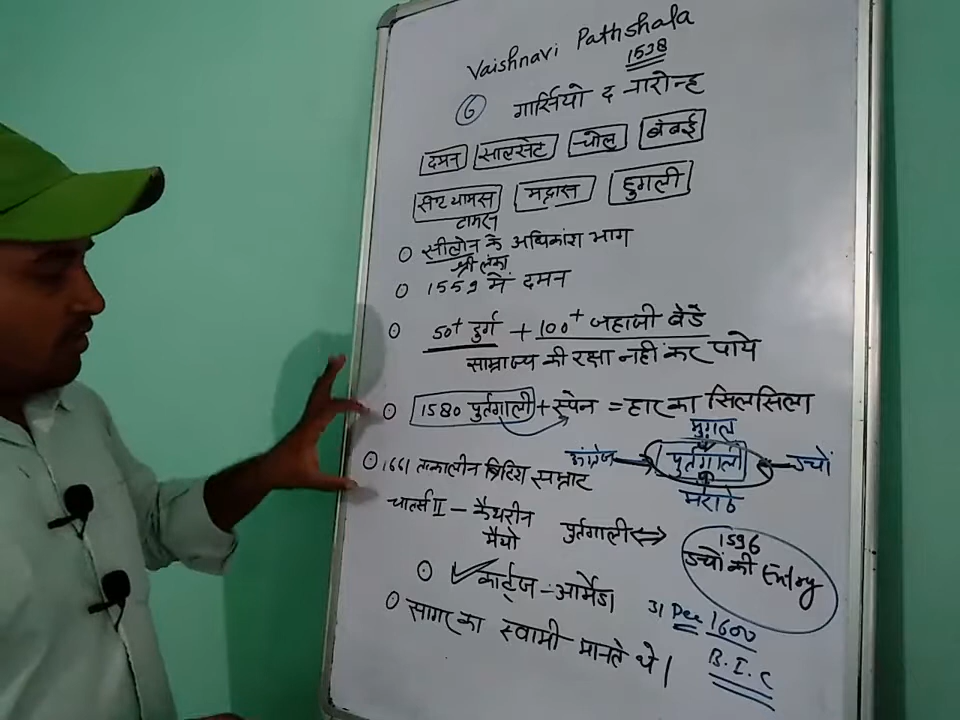 Vaishnavi Pathshala
1538
6 गार्सियो द नारोन्ह
दमन सालसेट चोल बंबई
सेन्ट थामस मद्रास हुगली
टामस
सीलोन के अधिकांश भाग
श्री लंका
1559 में दमन
50+ दुर्ग + 100+ जहाजी बेडे
साम्राज्य की रक्षा नहीं कर पाये
1580 पुर्तगाली + स्पेन = हार का सिलसिला
मुगल
अंग्रेज पुर्तगाली डचों
मराठे
1661 तत्कालीन ब्रिटिश सम्राट
चार्ल्स II - कैथरीन
मैयो
पुर्तगाली
1596
डचों की Entry
कार्ट्ज - आर्मेडा
31 Dec 1600
B.I.C
सागर का स्वामी मानते थे।